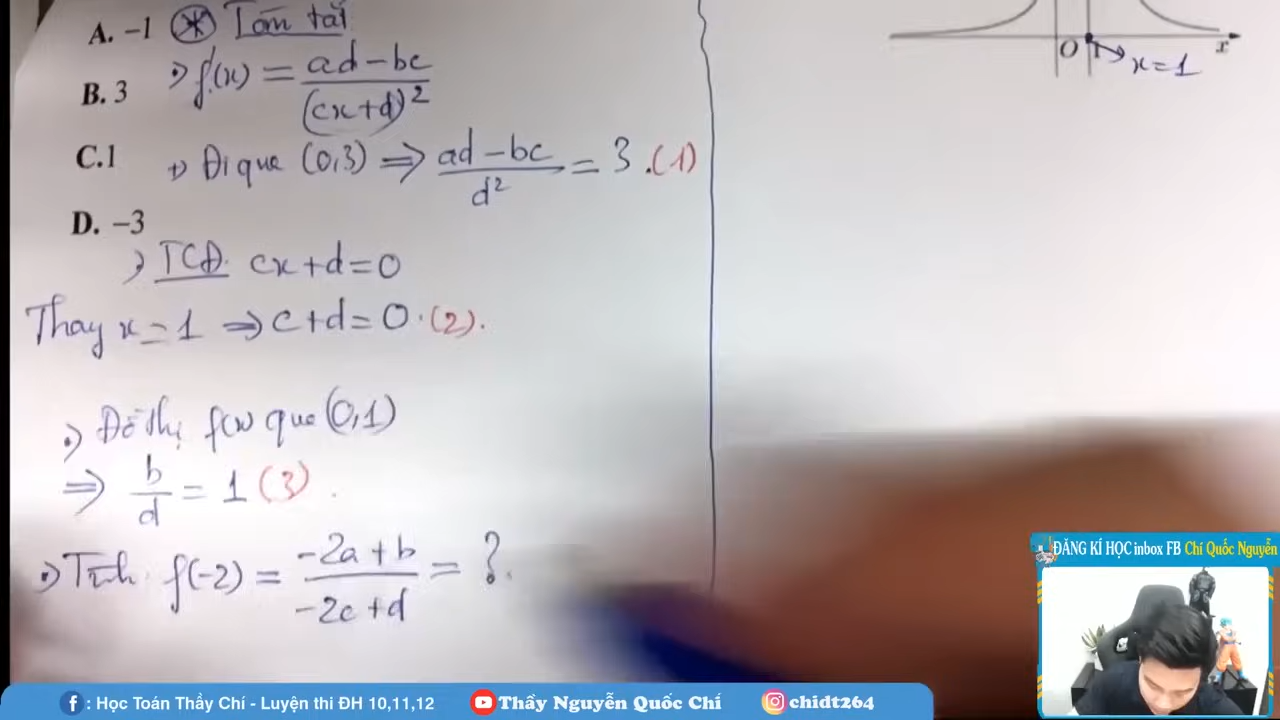 A. −1 * Tóm tắt
B. 3 f'(x) = (ad − bc)/(cx+d)²
C.1 +) Đi qua (0,3) ⟹ (ad − bc)/d² = 3.(1)
D. −3
TCĐ. cx+d=0
Thay x=1 ⟹ c+d=0.(2).
.) Đồ thị f(x) qua (0,1)
⟹ b/d = 1 (3).
.) Tính. f(-2) = (-2a+b)/(-2c+d) = ?.
O x
x=1
ĐĂNG KÍ HỌC inbox FB Chí Quốc Nguyễn
f : Học Toán Thầy Chí - Luyện thi ĐH 10,11,12 Thầy Nguyễn Quốc Chí chidt264